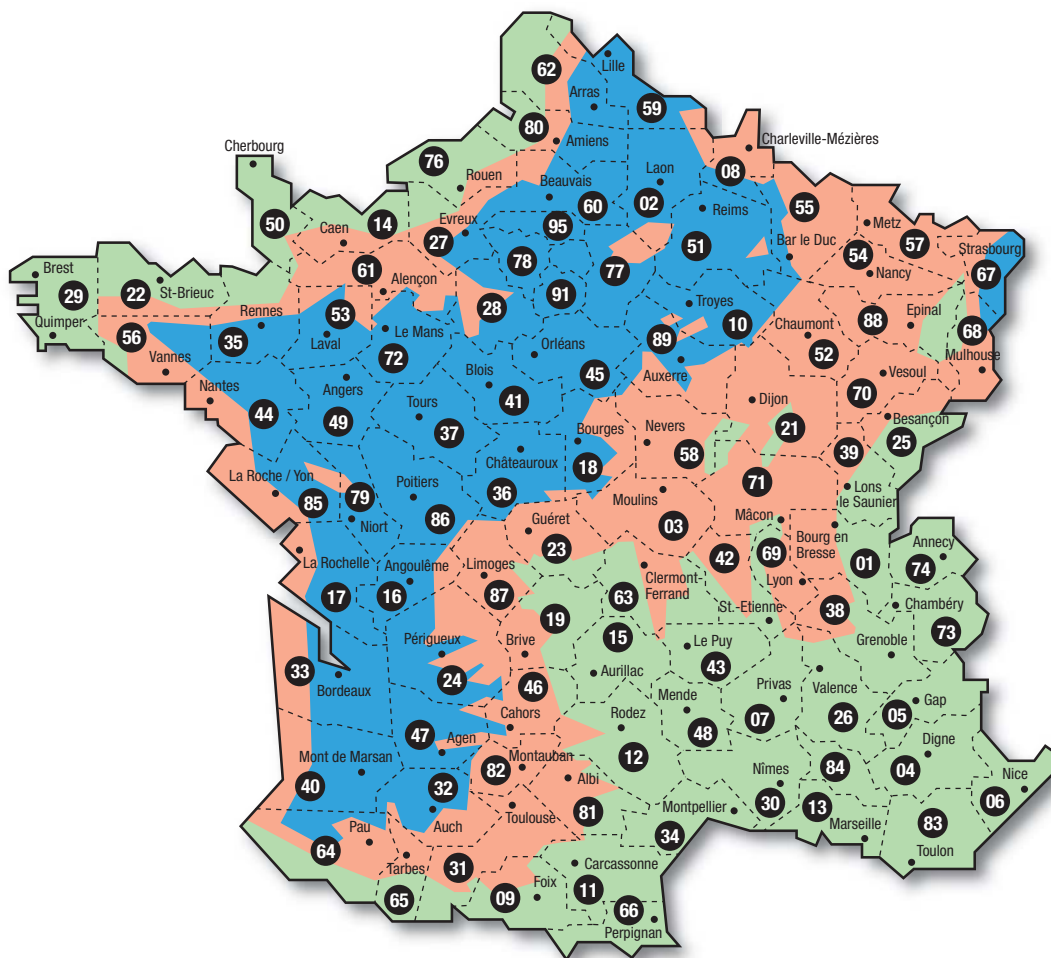 62
Lille
Arras
59
80
Amiens
Charleville-Mézières
Cherbourg
76
Rouen
Laon
08
Beauvais
60
02
Reims
55
Metz
50
14
Caen
Evreux
27
95
51
Bar le Duc
57
Strasbourg
54
Nancy
67
Brest
29
22
St-Brieuc
61
Alençon
78
77
91
28
Quimper
56
Rennes
35
53
Laval
Le Mans
72
Troyes
10
Chaumont
52
88
Epinal
68
Mulhouse
Vannes
Orléans
89
Auxerre
45
Nantes
44
Angers
49
Blois
41
Vesoul
70
Tours
37
Dijon
21
Besançon
25
Bourges
18
Nevers
58
39
La Roche / Yon
85
79
Niort
Poitiers
86
Châteauroux
36
Moulins
03
71
Lons
le Saunier
Mâcon
Guéret
23
42
69
Bourg en
Bresse
01
Annecy
74
La Rochelle
17
Angoulême
16
Limoges
87
Clermont
Ferrand
63
Lyon
38
Chambéry
73
19
St.-Etienne
Grenoble
33
Bordeaux
Périgueux
24
Brive
46
15
Aurillac
Le Puy
43
Privas
07
Valence
26
05
Gap
Mende
48
Cahors
Rodez
12
47
Agen
Digne
04
Mont de Marsan
40
32
Auch
82
Montauban
Albi
81
Nîmes
30
84
13
Marseille
Nice
06
83
Toulon
Toulouse
Montpellier
34
Pau
64
Tarbes
65
31
09
Foix
Carcassonne
11
66
Perpignan